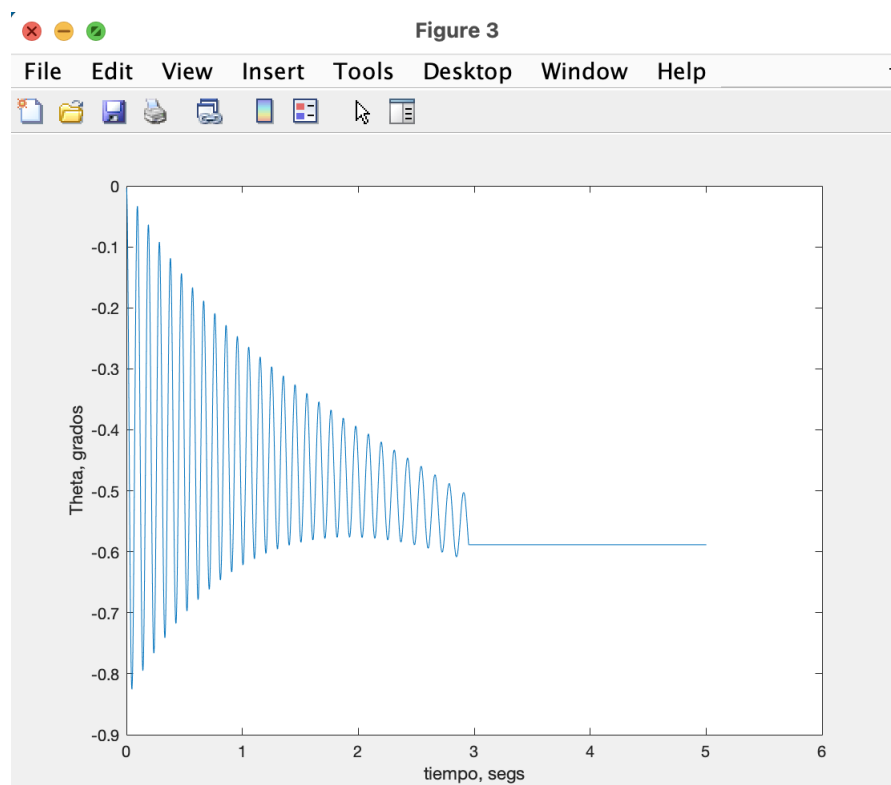 Figure 3
File Edit View Insert Tools Desktop Window Help
0
-0.1
-0.2
-0.3
-0.4
-0.5
-0.6
-0.7
-0.8
-0.9
Theta, grados
0 1 2 3 4 5 6
tiempo, segs